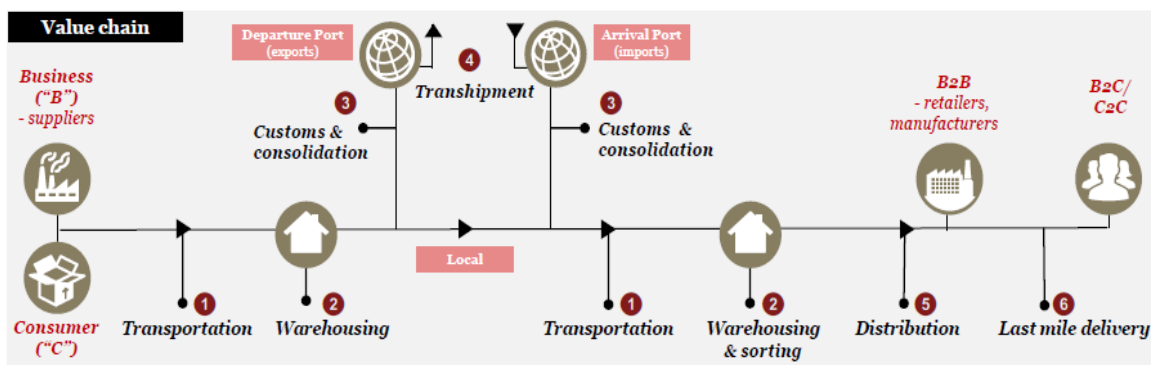 Value chain
Departure Port
(exports)
Arrival Port
(imports)
4
Transhipment
Business
("B")
- suppliers
3
Customs &
consolidation
3
Customs &
consolidation
B2B
- retailers,
manufacturers
B2C/
C2C
Local
1
Transportation
2
Warehousing
1
Transportation
2
Warehousing
& sorting
5
Distribution
6
Last mile delivery
Consumer
("C")